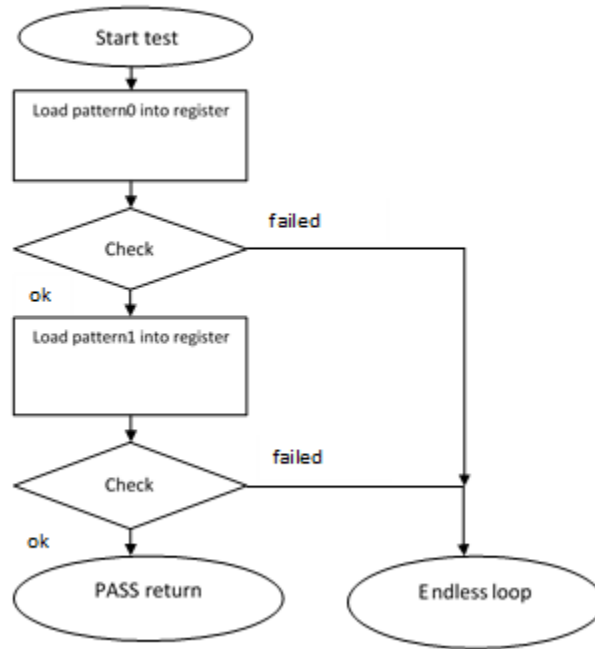 Start test
Load pattern0 into register
failed
Check
ok
Load pattern1 into register
failed
Check
ok
PASS return
Endless loop